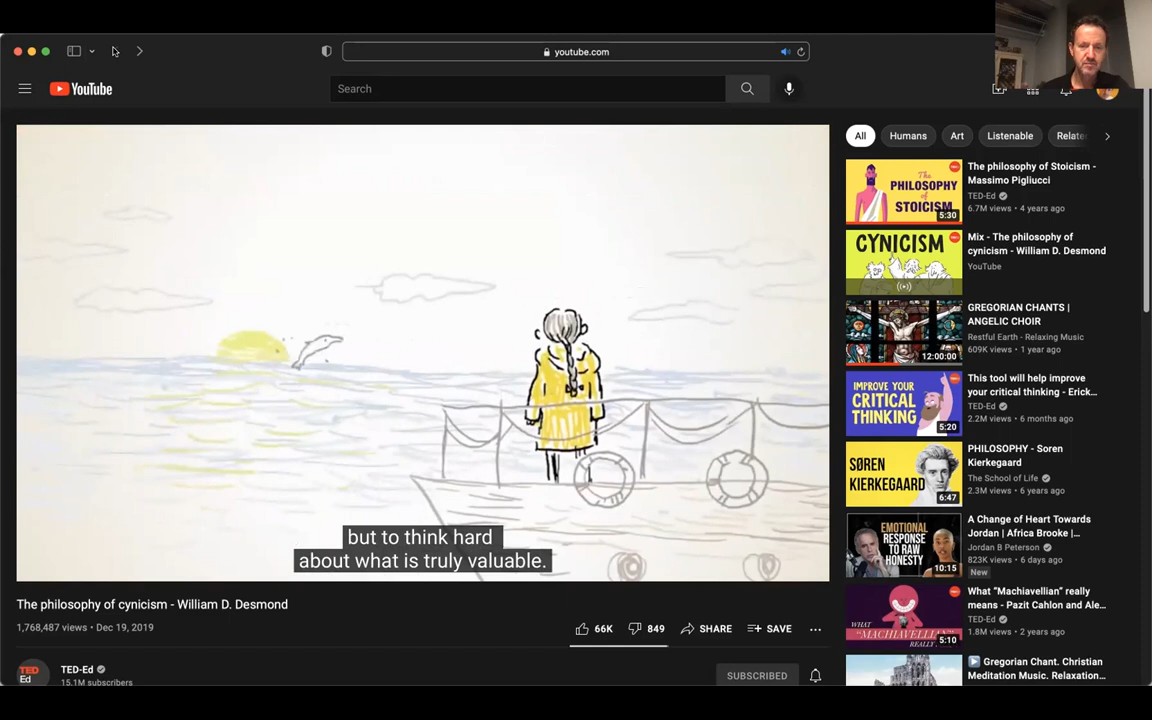 youtube.com
YouTube
Search
All
Humans
Art
Listenable
Relate
but to think hard
about what is truly valuable.
The philosophy of cynicism - William D. Desmond
1,768,487 views • Dec 19, 2019
66K
849
SHARE
SAVE
TED
Ed
TED-Ed
15.1M subscribers
SUBSCRIBED
The
PHILOSOPHY
of
STOICISM
5:30
The philosophy of Stoicism -
Massimo Pigliucci
TED-Ed
6.7M views • 4 years ago
CYNICISM
Mix - The philosophy of
cynicism - William D. Desmond
YouTube
12:00:00
GREGORIAN CHANTS |
ANGELIC CHOIR
Restful Earth - Relaxing Music
609K views • 1 year ago
IMPROVE YOUR
CRITICAL
THINKING
5:20
This tool will help improve
your critical thinking - Erick...
TED-Ed
2.2M views • 6 months ago
SØREN
KIERKEGAARD
6:47
PHILOSOPHY - Soren
Kierkegaard
The School of Life
2.3M views • 6 years ago
EMOTIONAL
RESPONSE
TO RAW
HONESTY
10:15
A Change of Heart Towards
Jordan | Africa Brooke /...
Jordan B Peterson
823K views • 6 days ago
New
WHAT
"MACHIAVELLIAN"
REALLY
5:10
What "Machiavellian" really
means - Pazit Cahlon and Ale...
TED-Ed
1.8M views • 2 years ago
Gregorian Chant. Christian
Meditation Music. Relaxation...